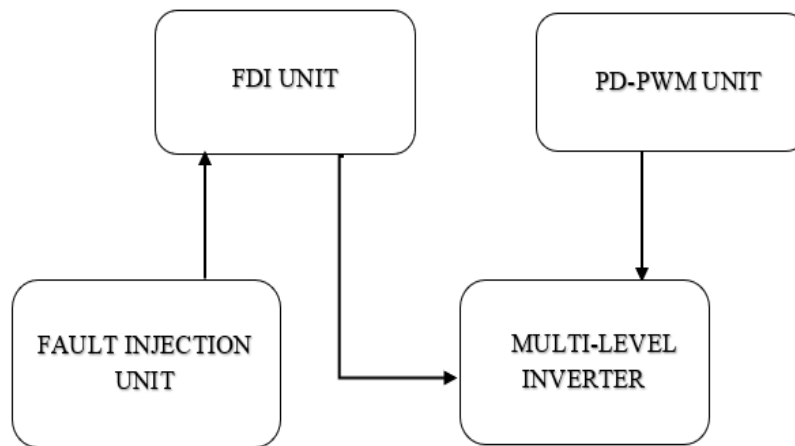 FDI UNIT
PD-PWM UNIT
FAULT INJECTION
UNIT
MULTI-LEVEL
INVERTER